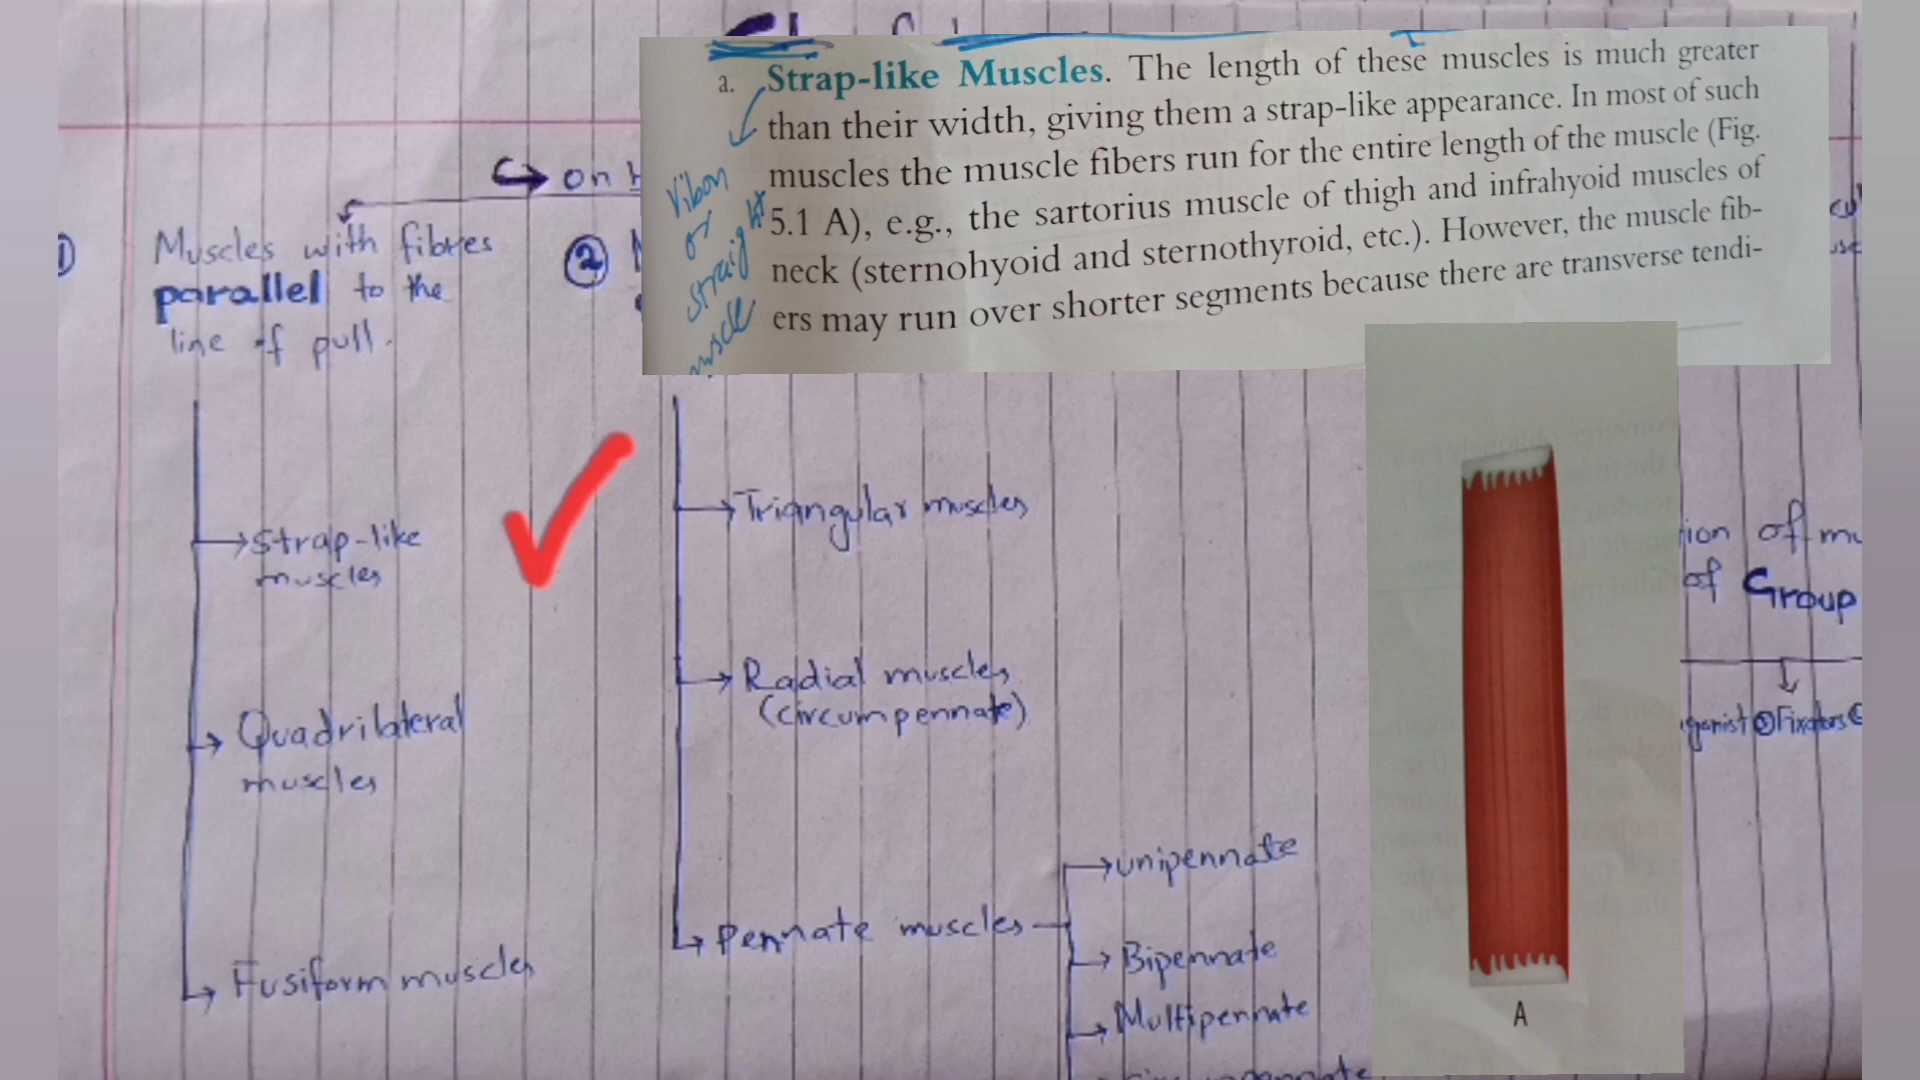 a. Strap-like Muscles. The length of these muscles is much greater
than their width, giving them a strap-like appearance. In most of such
muscles the muscle fibers run for the entire length of the muscle (Fig.
5.1 A), e.g., the sartorius muscle of thigh and infrahyoid muscles of
neck (sternohyoid and sternothyroid, etc.). However, the muscle fib-
ers may run over shorter segments because there are transverse tendi-
ribon
or
straight
muscle
on
① Muscles with fibres
parallel to the
line of pull.
②
→ strap-like
muscles
→ Quadrilateral
muscles
→ Fusiform muscles
→ Triangular muscles
→ Radial muscles
(circumpennate)
→ Pennate muscles
→ unipennate
→ Bipennate
→ Multipennate
of
of Group
Fixators
A